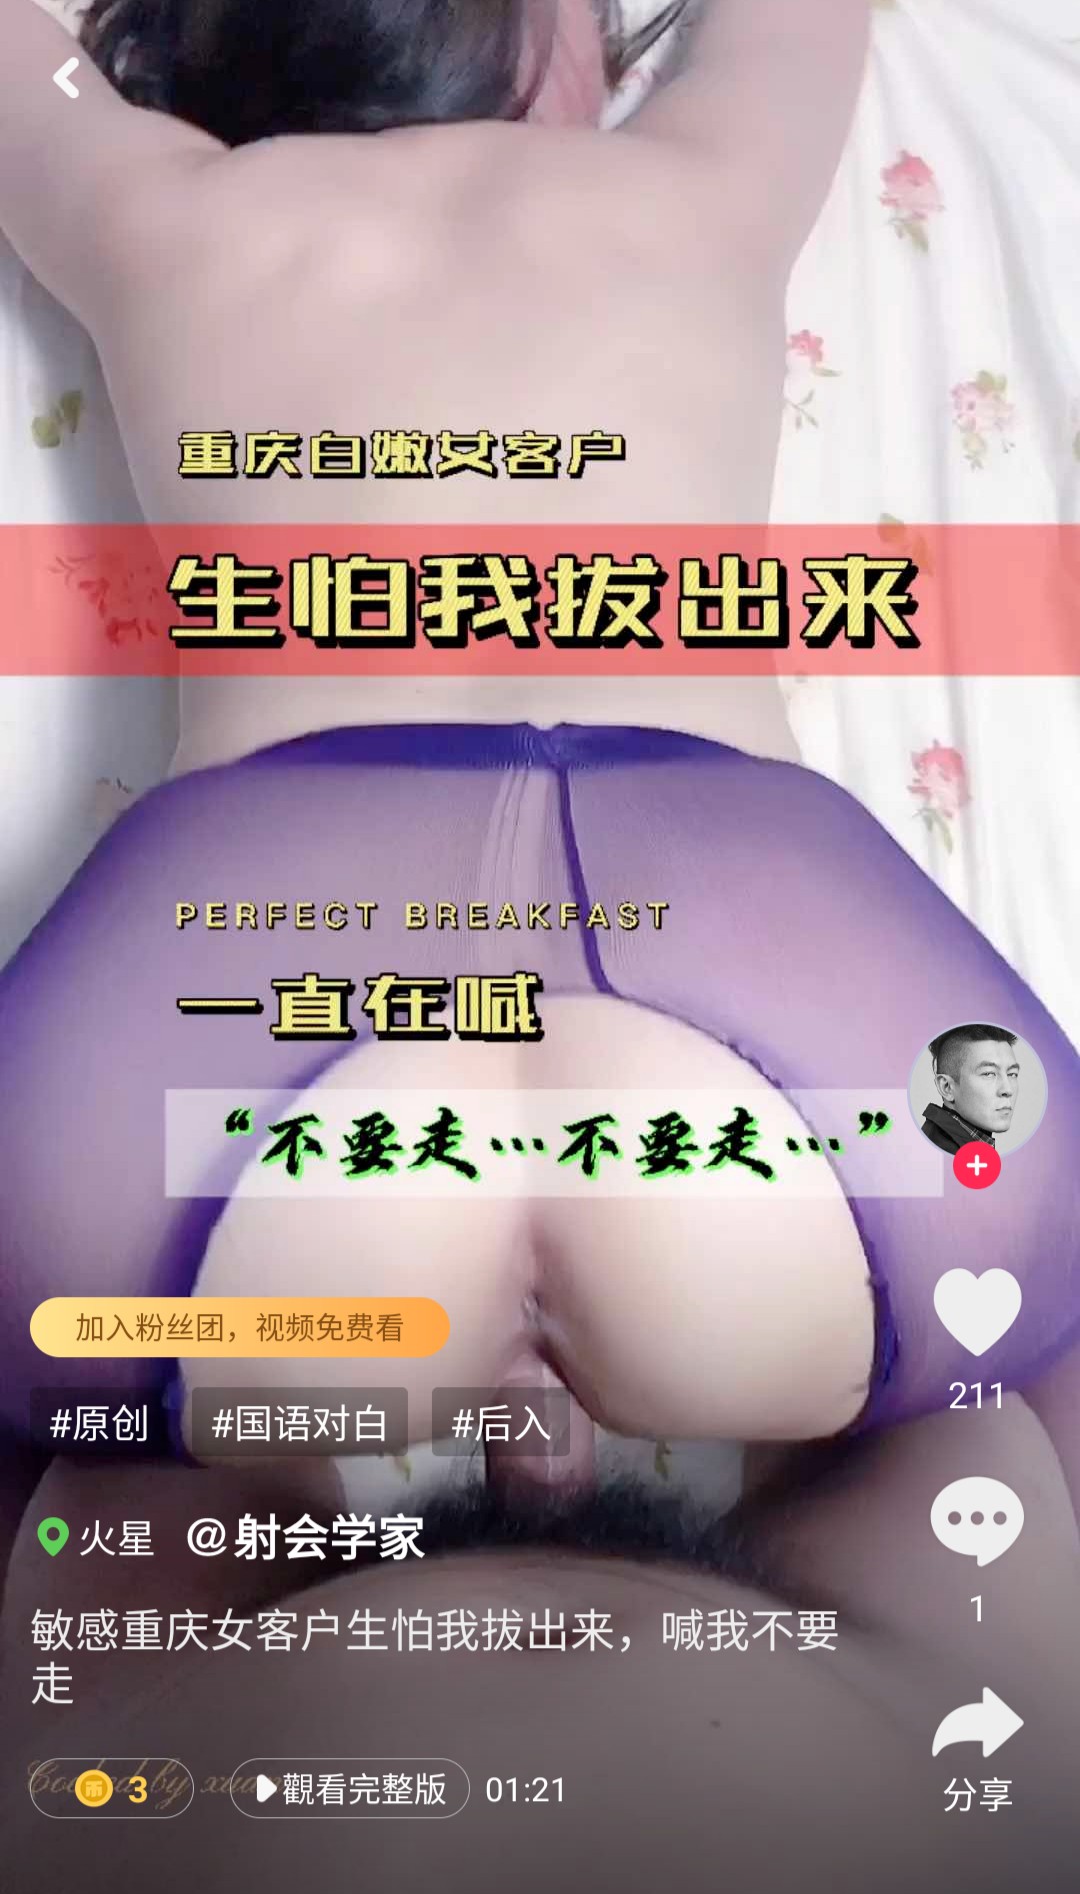 重庆白嫩女客户
生怕我拔出来
PERFECT BREAKFAST
一直在喊
“不要走…不要走…”
加入粉丝团，视频免费看
#原创 #国语对白 #后入
211
火星 @射会学家
1
敏感重庆女客户生怕我拔出来，喊我不要
走
币 3 觀看完整版 01:21
分享